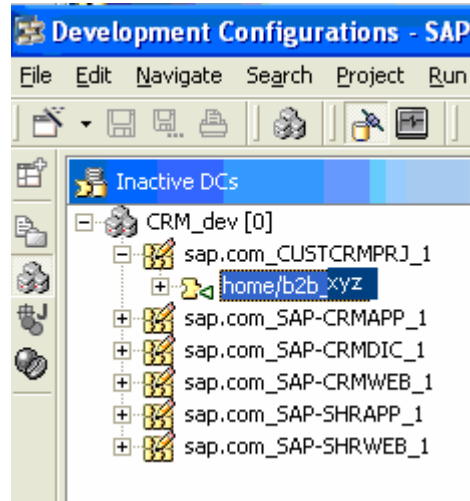 Development Configurations - SAP
File Edit Navigate Search Project Run
Inactive DCs
CRM_dev [0]
sap.com_CUSTCRMPRJ_1
home/b2b_xyz
sap.com_SAP-CRMAPP_1
sap.com_SAP-CRMDIC_1
sap.com_SAP-CRMWEB_1
sap.com_SAP-SHRAPP_1
sap.com_SAP-SHRWEB_1